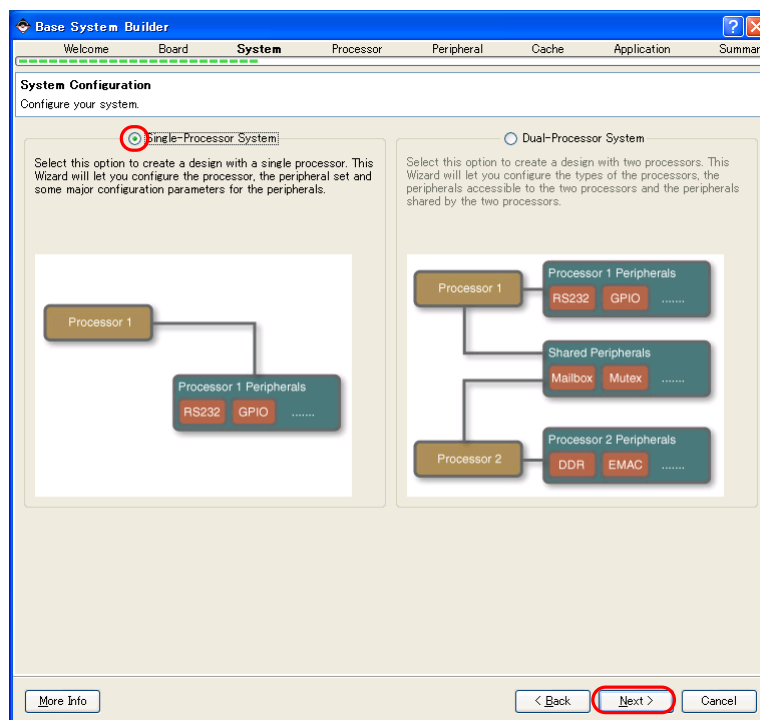 Base System Builder
Welcome Board System Processor Peripheral Cache Application Summar
System Configuration
Configure your system.
Single-Processor System
Select this option to create a design with a single processor. This
Wizard will let you configure the processor, the peripheral set and
some major configuration parameters for the peripherals.
Processor 1
Processor 1 Peripherals
RS232 GPIO .......
Dual-Processor System
Select this option to create a design with two processors. This
Wizard will let you configure the types of the processors, the
peripherals accessible to the two processors and the peripherals
shared by the two processors.
Processor 1
Processor 1 Peripherals
RS232 GPIO .......
Shared Peripherals
Mailbox Mutex .......
Processor 2
Processor 2 Peripherals
DDR EMAC .......
More Info
< Back
Next >
Cancel